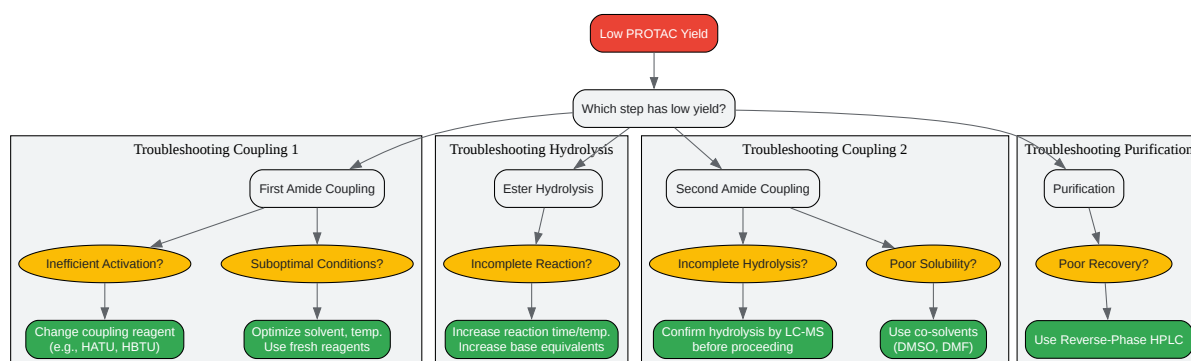 Low PROTAC Yield
Which step has low yield?
Troubleshooting Coupling 1
Troubleshooting Hydrolysis
Troubleshooting Coupling 2
Troubleshooting Purification
First Amide Coupling
Ester Hydrolysis
Second Amide Coupling
Purification
Inefficient Activation?
Suboptimal Conditions?
Incomplete Reaction?
Incomplete Hydrolysis?
Poor Solubility?
Poor Recovery?
Change coupling reagent
(e.g., HATU, HBTU)
Optimize solvent, temp.
Use fresh reagents
Increase reaction time/temp.
Increase base equivalents
Confirm hydrolysis by LC-MS
before proceeding
Use co-solvents
(DMSO, DMF)
Use Reverse-Phase HPLC